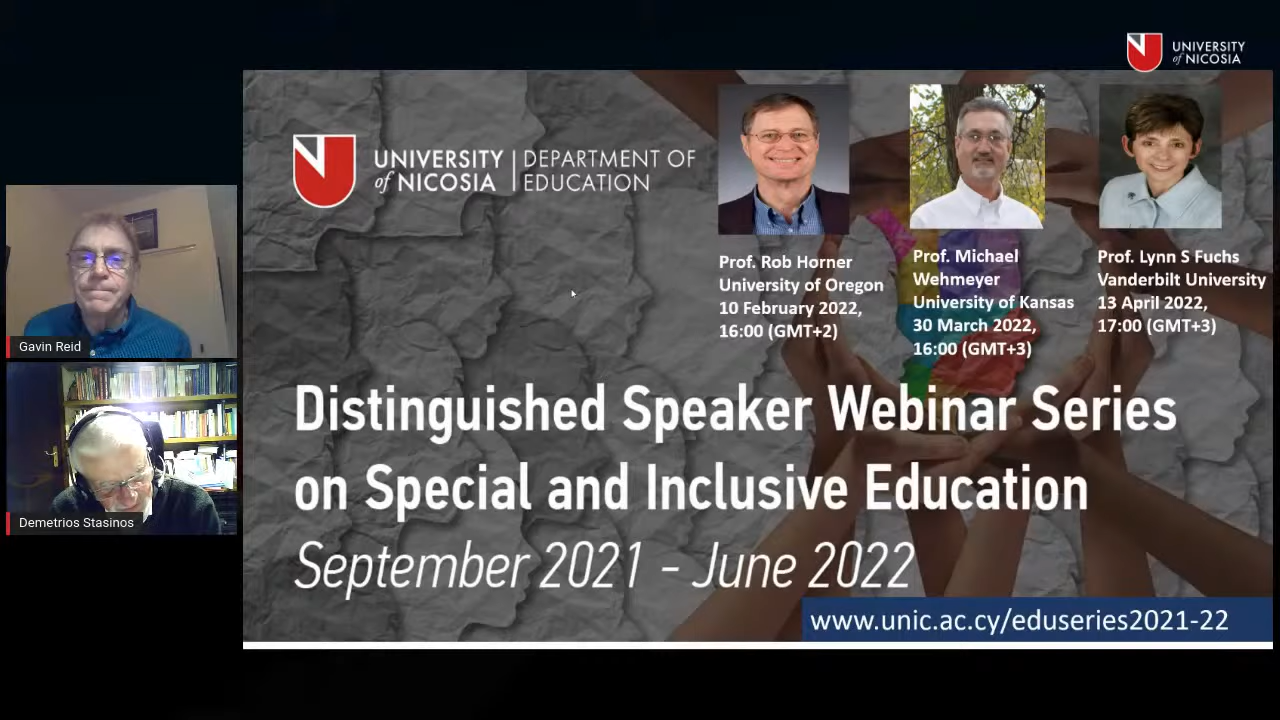 UNIVERSITY
of NICOSIA
UNIVERSITY
of NICOSIA
DEPARTMENT OF
EDUCATION
Prof. Rob Horner
University of Oregon
10 February 2022,
16:00 (GMT+2)
Prof. Michael
Wehmeyer
University of Kansas
30 March 2022,
16:00 (GMT+3)
Prof. Lynn S Fuchs
Vanderbilt University
13 April 2022,
17:00 (GMT+3)
Gavin Reid
Demetrios Stasinos
Distinguished Speaker Webinar Series
on Special and Inclusive Education
September 2021 - June 2022
www.unic.ac.cy/eduseries2021-22